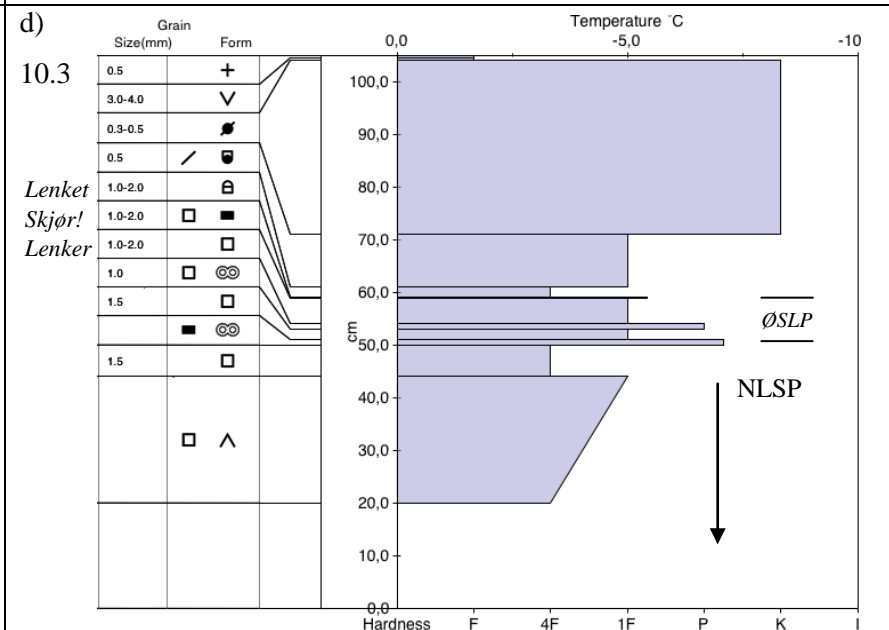 d)
Grain
Size(mm) Form
Temperature °C
0,0 -5,0 -10
10.3
0.5 +
3.0-4.0 V
0.3-0.5
0.5 /
Lenket 1.0-2.0
Skjør! 1.0-2.0
Lenker 1.0-2.0
1.0
1.5
1.5
100,0
90,0
80,0
70,0
60,0
cm
50,0
40,0
30,0
20,0
10,0
0,0
ØSLP
NLSP
Hardness F 4F 1F P K I